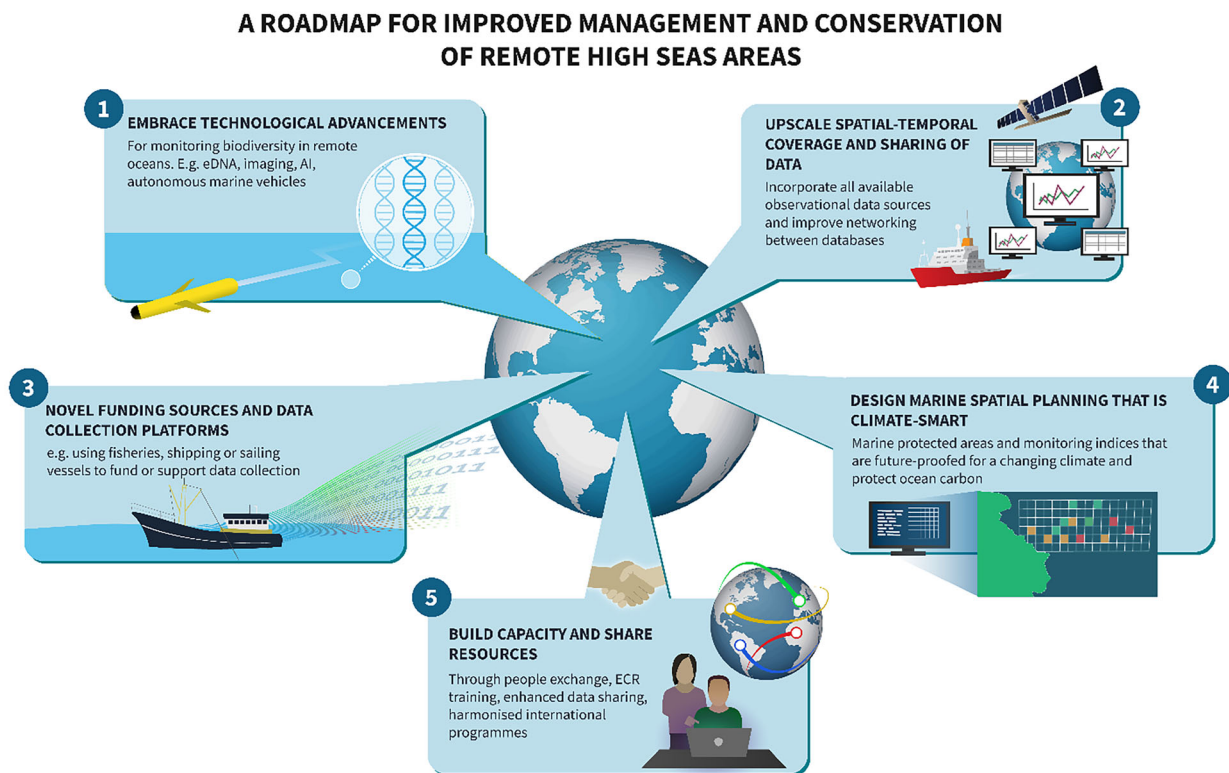 A ROADMAP FOR IMPROVED MANAGEMENT AND CONSERVATION
OF REMOTE HIGH SEAS AREAS
1
EMBRACE TECHNOLOGICAL ADVANCEMENTS
For monitoring biodiversity in remote
oceans. E.g. eDNA, imaging, AI,
autonomous marine vehicles
2
UPSCALE SPATIAL-TEMPORAL
COVERAGE AND SHARING OF
DATA
Incorporate all available
observational data sources
and improve networking
between databases
3
NOVEL FUNDING SOURCES AND DATA
COLLECTION PLATFORMS
e.g. using fisheries, shipping or sailing
vessels to fund or support data collection
4
DESIGN MARINE SPATIAL PLANNING THAT IS
CLIMATE-SMART
Marine protected areas and monitoring indices that
are future-proofed for a changing climate and
protect ocean carbon
5
BUILD CAPACITY AND SHARE
RESOURCES
Through people exchange, ECR
training, enhanced data sharing,
harmonised international
programmes